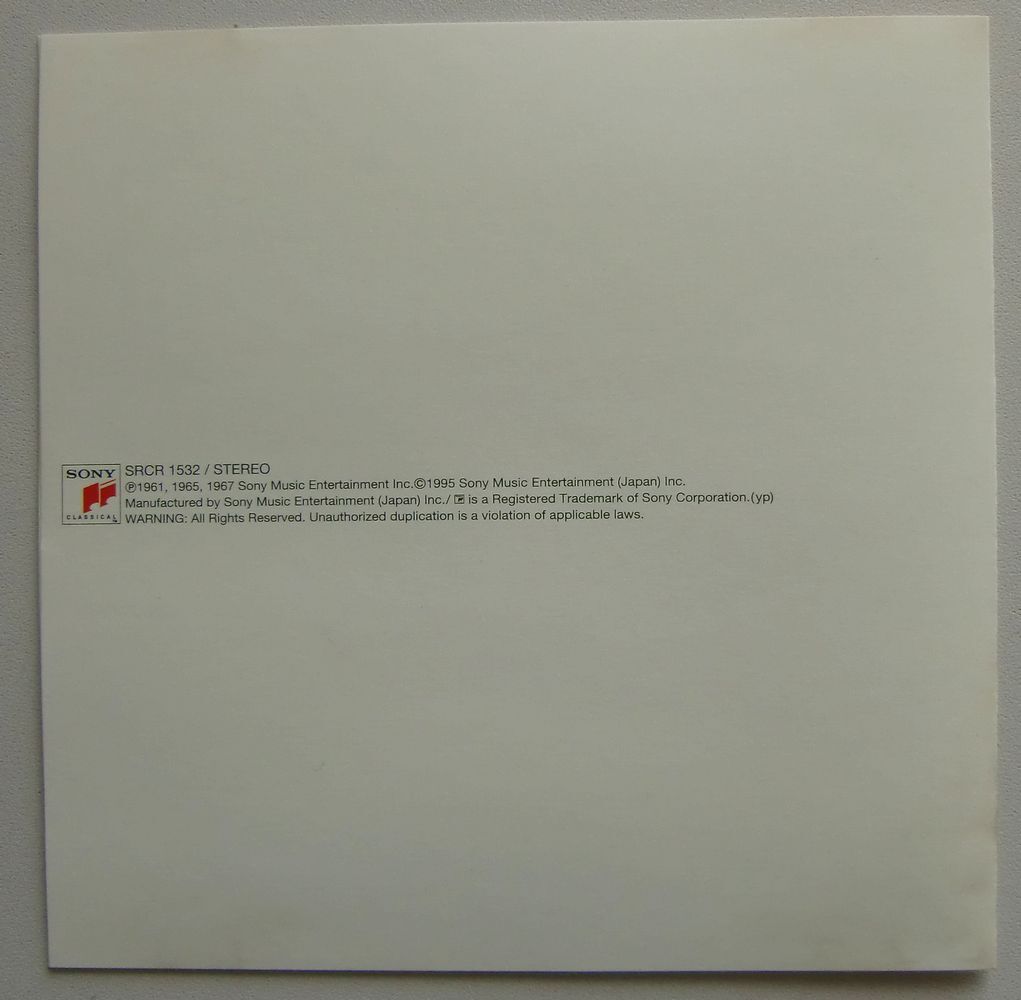 SONY
CLASSICAL
SRCR 1532 / STEREO
℗1961, 1965, 1967 Sony Music Entertainment Inc.©1995 Sony Music Entertainment (Japan) Inc.
Manufactured by Sony Music Entertainment (Japan) Inc./ is a Registered Trademark of Sony Corporation.(yp)
WARNING: All Rights Reserved. Unauthorized duplication is a violation of applicable laws.